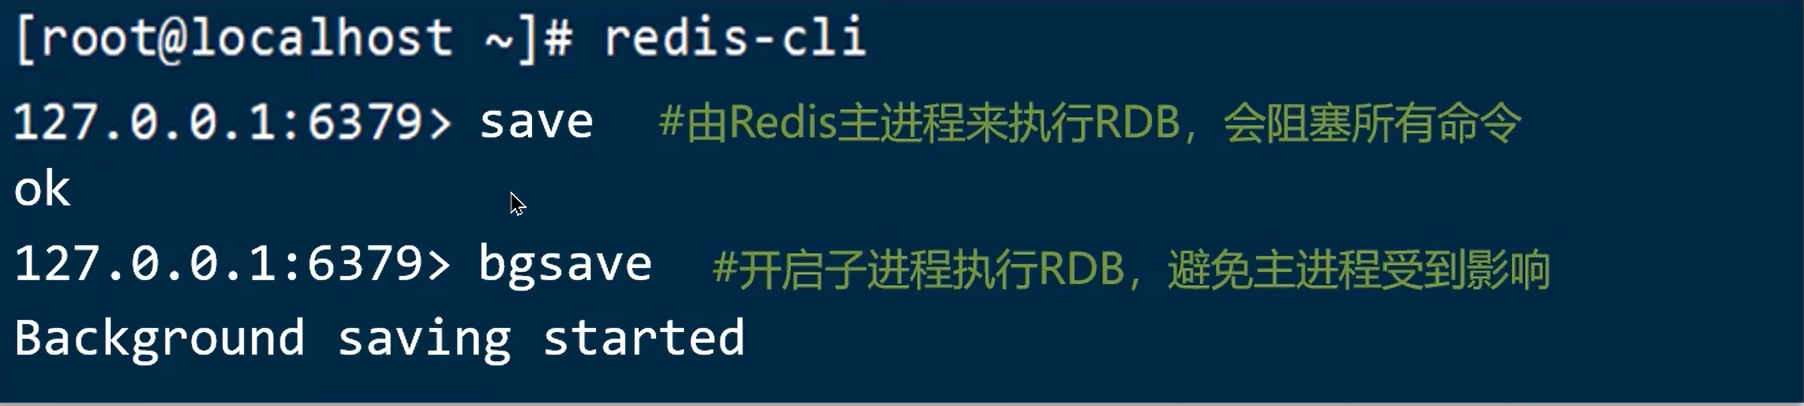 [root@localhost ~]# redis-cli
127.0.0.1:6379> save #由Redis主进程来执行RDB，会阻塞所有命令
ok
127.0.0.1:6379> bgsave #开启子进程执行RDB，避免主进程受到影响
Background saving started